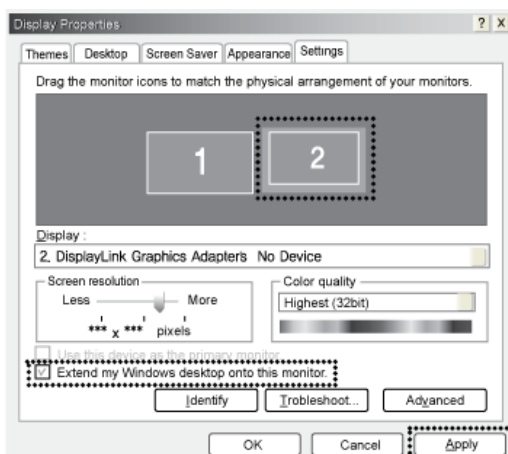 Display Properties ? X
Themes Desktop Screen Saver Appearance Settings
Drag the monitor icons to match the physical arrangement of your monitors.
1 2
Display :
2. DisplayLink Graphics Adapters No Device
Screen resolution Color quality
Less More Highest (32bit)
*** x *** pixels
Use this device as the primary monitor
Extend my Windows desktop onto this monitor.
Identify Trobleshoot... Advanced
OK Cancel Apply